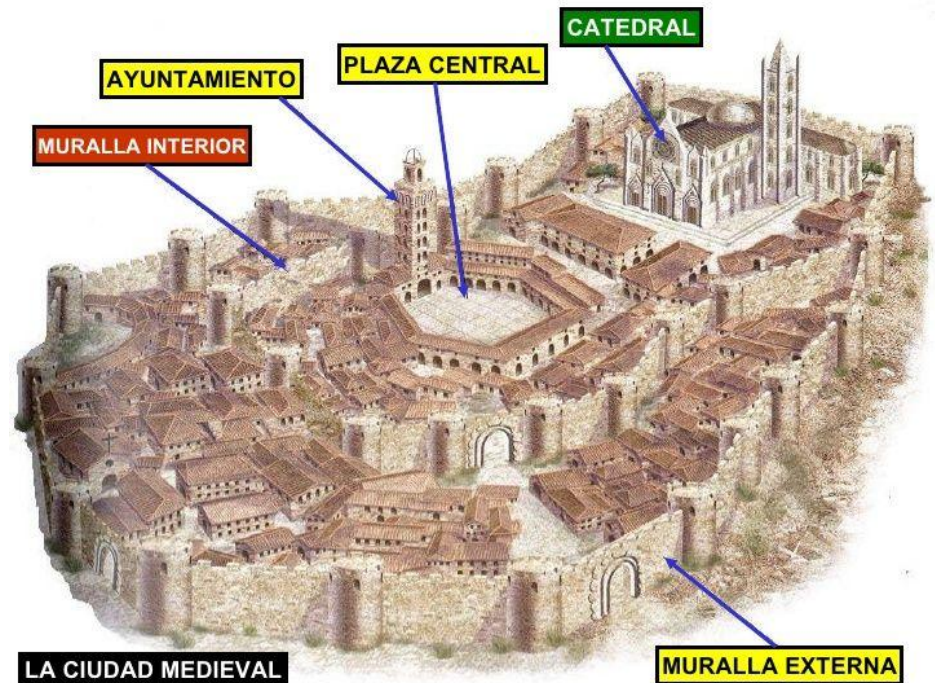 CATEDRAL
PLAZA CENTRAL
AYUNTAMIENTO
MURALLA INTERIOR
LA CIUDAD MEDIEVAL
MURALLA EXTERNA